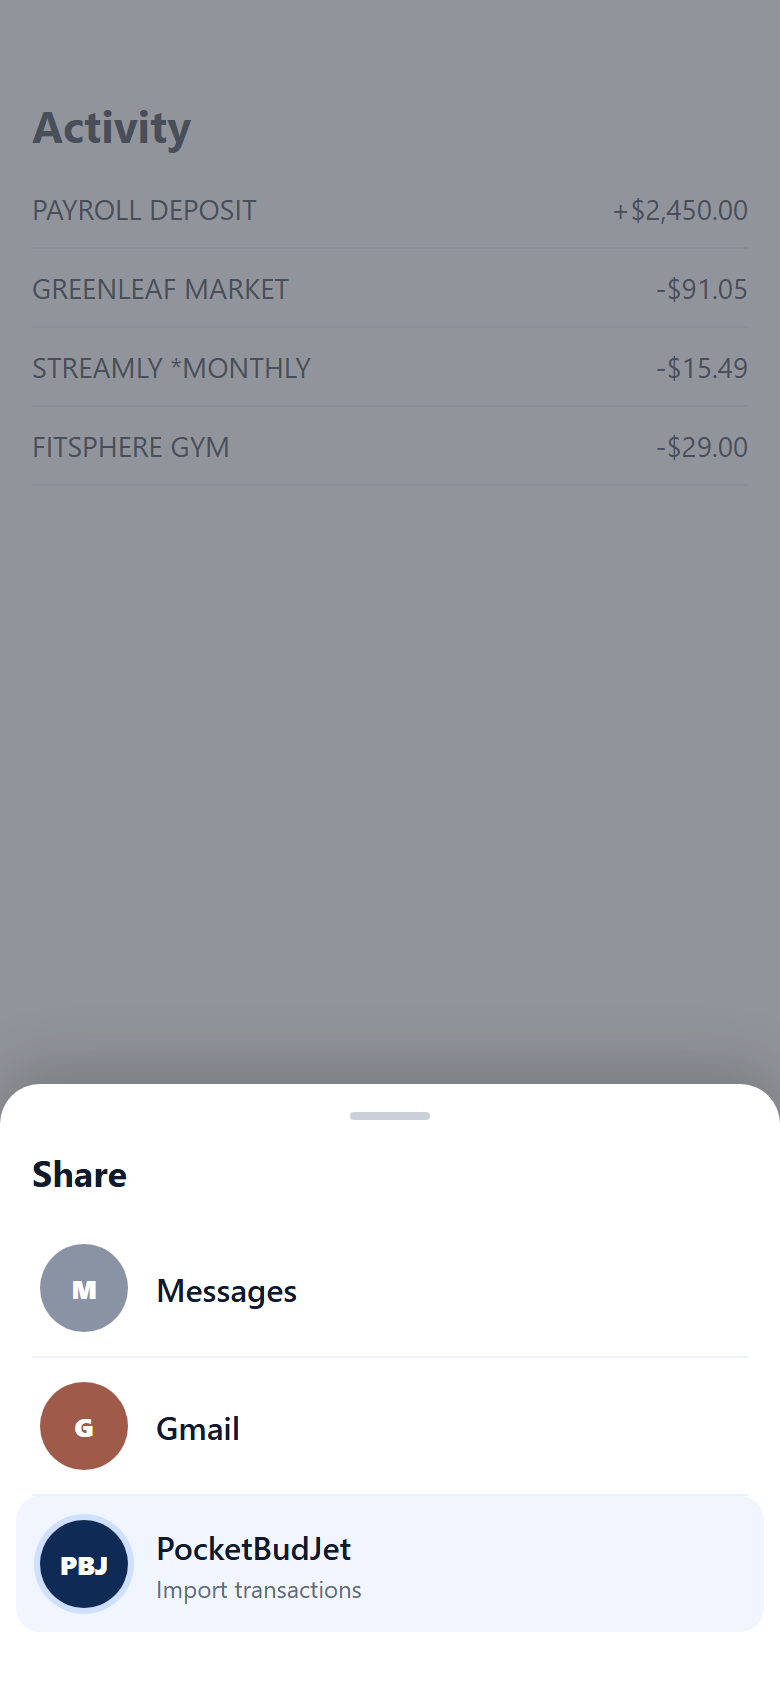 Activity
PAYROLL DEPOSIT +$2,450.00
GREENLEAF MARKET -$91.05
STREAMLY *MONTHLY -$15.49
FITSPHERE GYM -$29.00
Share
M Messages
G Gmail
PBJ PocketBudJet
Import transactions